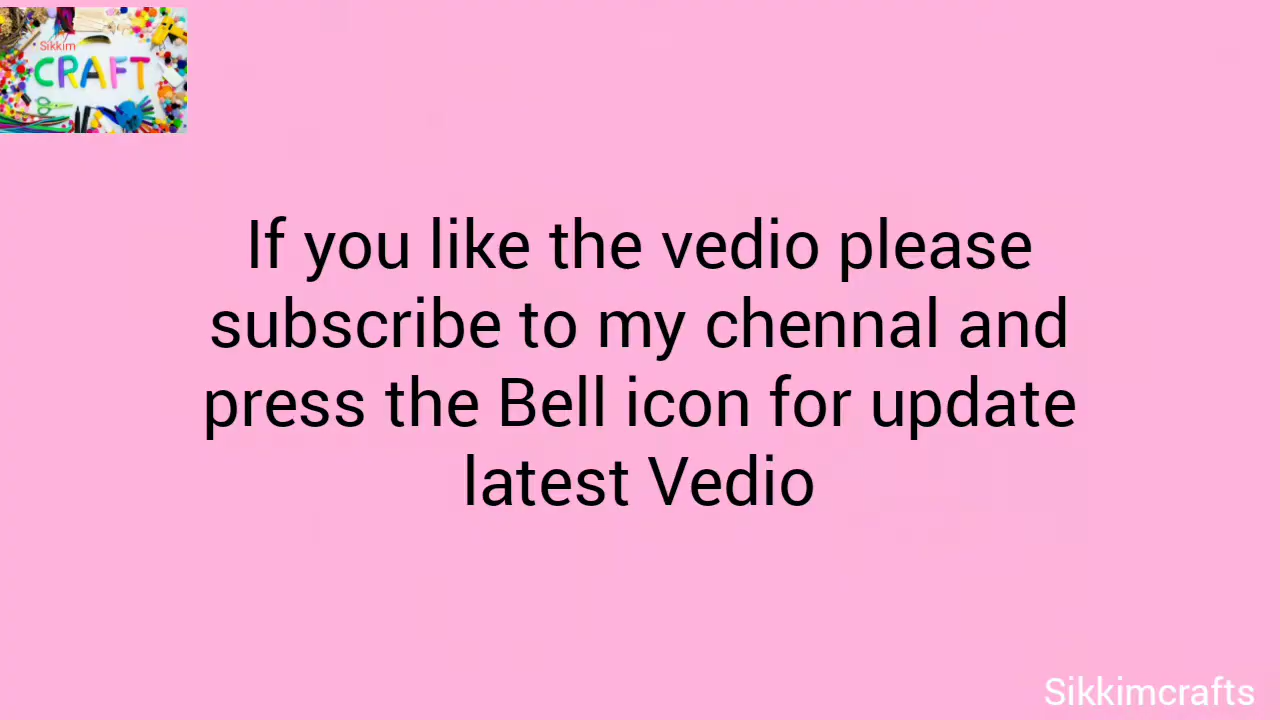 Sikkim
CRAFT
If you like the vedio please
subscribe to my chennal and
press the Bell icon for update
latest Vedio
Sikkimcrafts